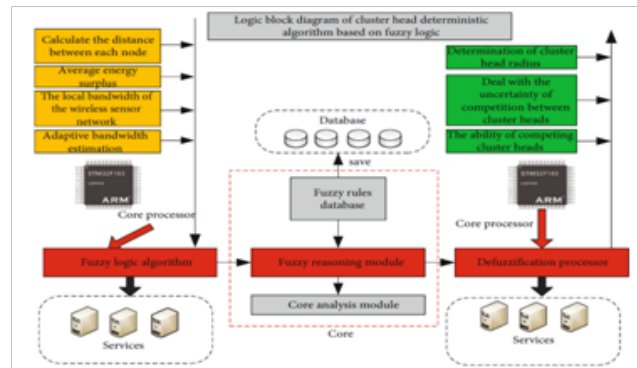 Logic block diagram of cluster head deterministic
algorithm based on fuzzy logic
Calculate the distance
between each node
Average energy
surplus
The local bandwidth of
the wireless sensor
network
Adaptive bandwidth
estimation
STM32F103
ARM
Core processor
Fuzzy logic algorithm
Services
Database
save
Fuzzy rules
database
Fuzzy reasoning module
Core analysis module
Core
Determination of cluster
head radius
Deal with the
uncertainty of
competition between
cluster heads
The ability of competing
cluster heads
STM32F103
ARM
Core processor
Defuzzification processor
Services